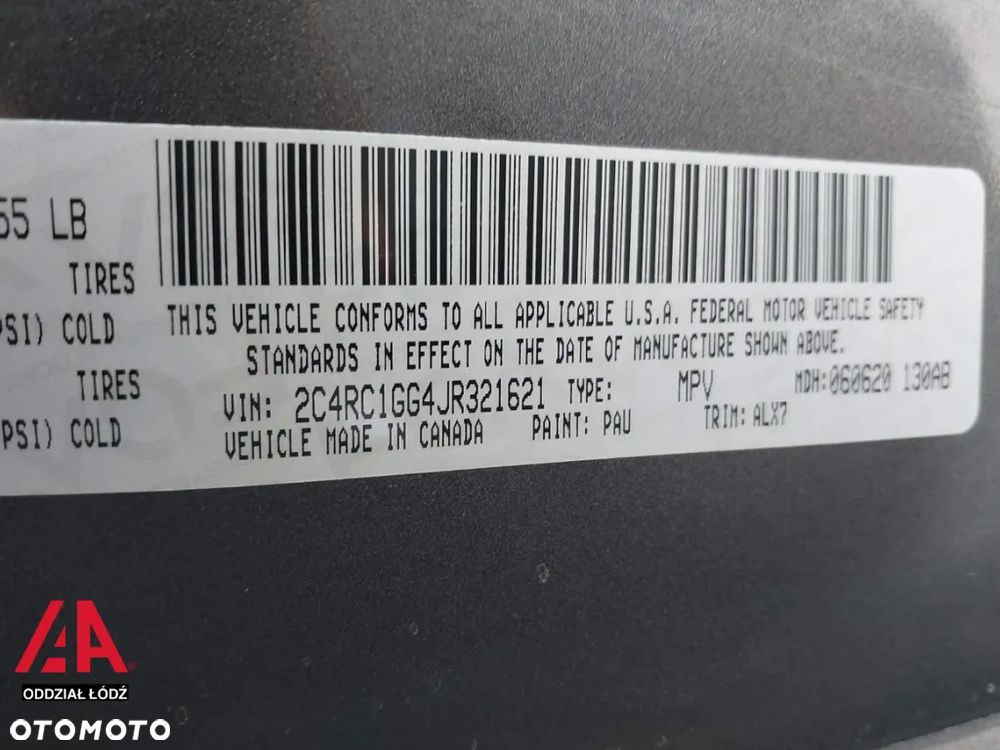 55 LB
TIRES
PSI) COLD
TIRES
PSI) COLD
THIS VEHICLE CONFORMS TO ALL APPLICABLE U.S.A. FEDERAL MOTOR VEHICLE SAFETY
STANDARDS IN EFFECT ON THE DATE OF MANUFACTURE SHOWN ABOVE.
VIN: 2C4RC1GG4JR321621 TYPE: MPV MDH:060620 130AB
VEHICLE MADE IN CANADA PAINT: PAU TRIM: ALX7
AA
ODDZIAŁ ŁÓDŹ
OTOMOTO